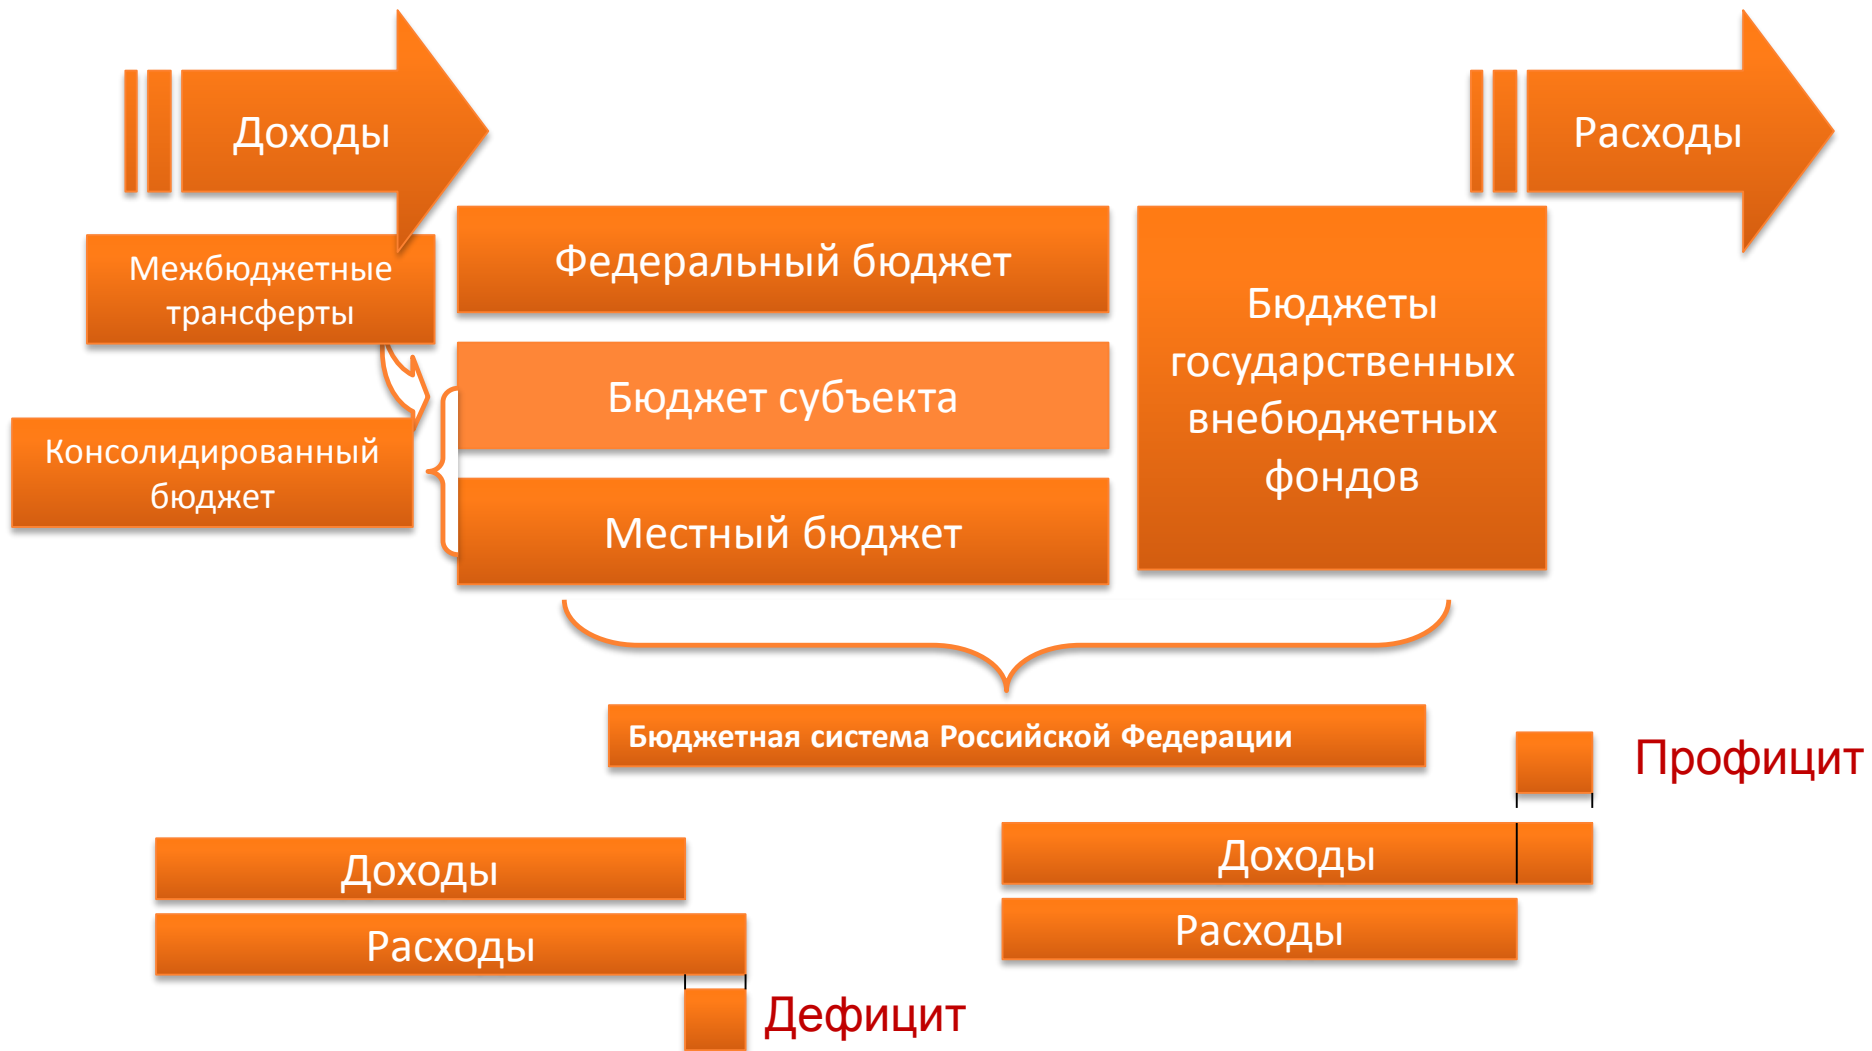 Доходы
Расходы
Межбюджетные
трансферты
Федеральный бюджет
Бюджеты
государственных
внебюджетных
фондов
Бюджет субъекта
Консолидированный
бюджет
Местный бюджет
Бюджетная система Российской Федерации
Профицит
Доходы
Расходы
Дефицит
Доходы
Расходы